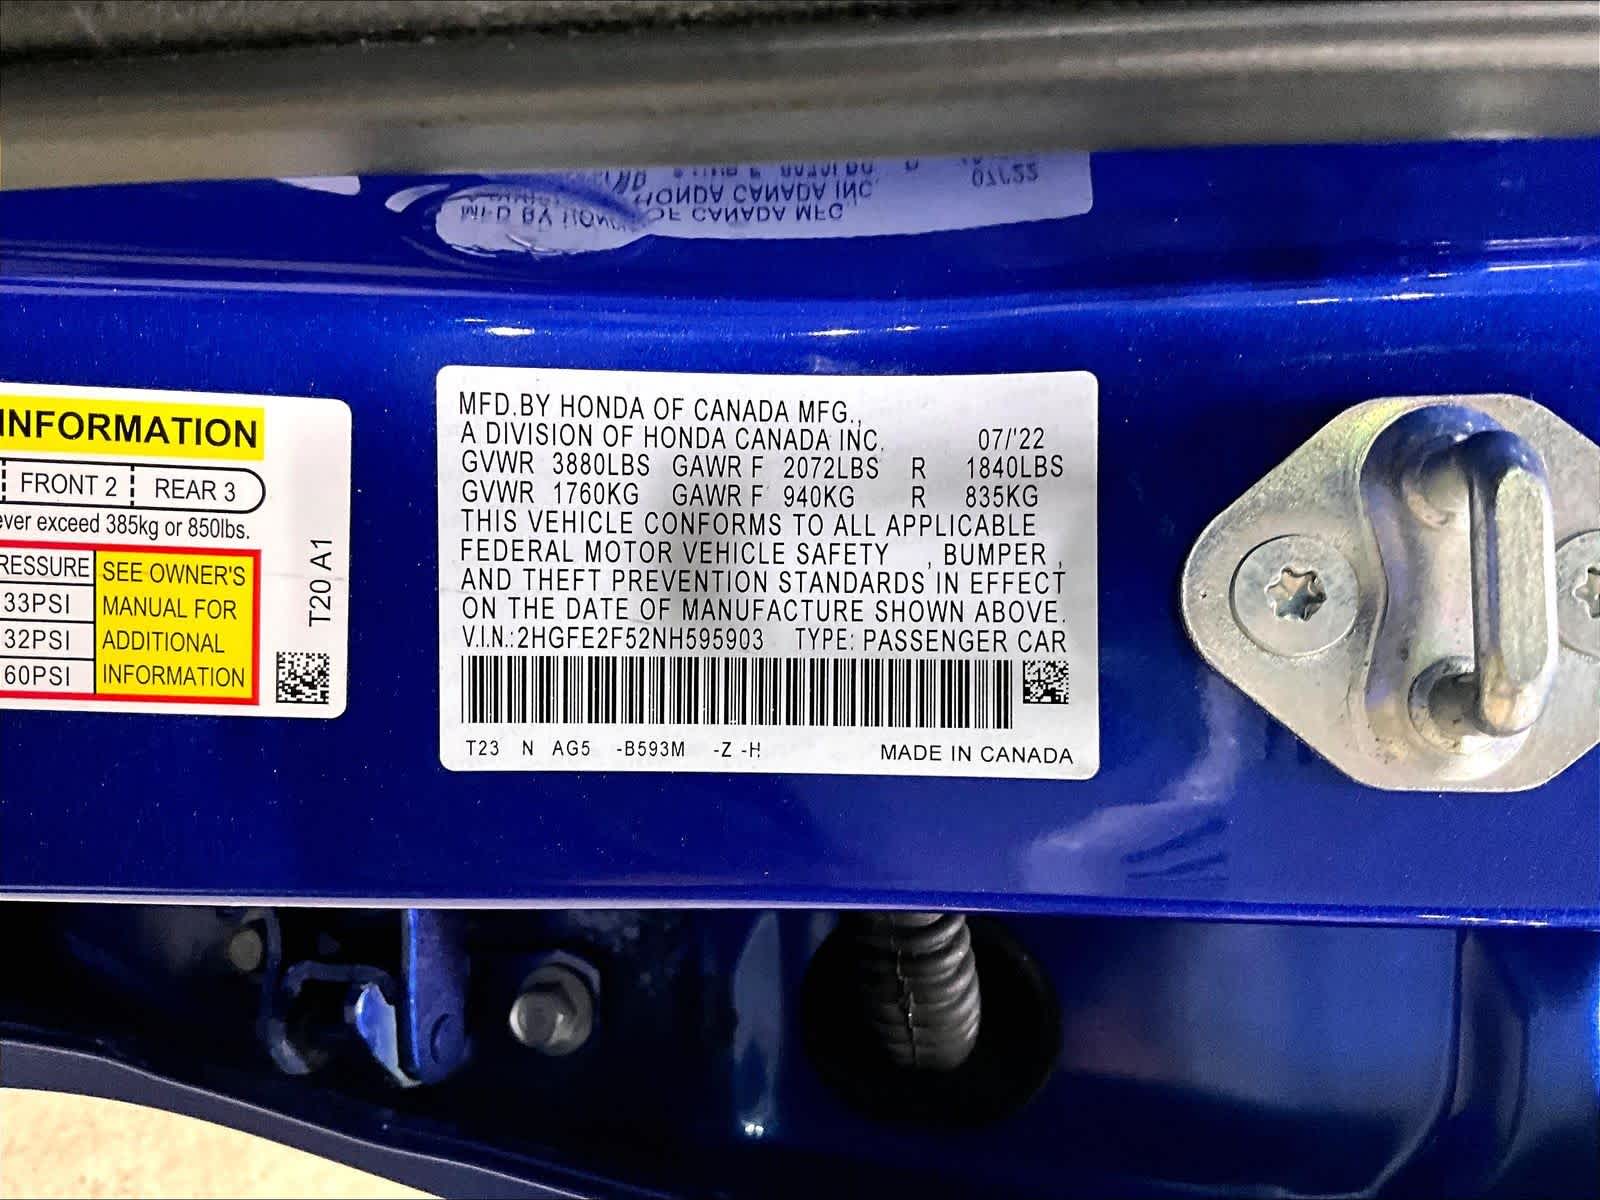 INFORMATION
FRONT 2 REAR 3
ever exceed 385kg or 850lbs.
RESSURE SEE OWNER'S
33PSI MANUAL FOR
32PSI ADDITIONAL
60PSI INFORMATION
T20 A1
MFD.BY HONDA OF CANADA MFG.,
A DIVISION OF HONDA CANADA INC. 07/'22
GVWR 3880LBS GAWR F 2072LBS R 1840LBS
GVWR 1760KG GAWR F 940KG R 835KG
THIS VEHICLE CONFORMS TO ALL APPLICABLE
FEDERAL MOTOR VEHICLE SAFETY , BUMPER ,
AND THEFT PREVENTION STANDARDS IN EFFECT
ON THE DATE OF MANUFACTURE SHOWN ABOVE.
V.I.N.:2HGFE2F52NH595903 TYPE: PASSENGER CAR
T23 N AG5 -B593M -Z -H MADE IN CANADA